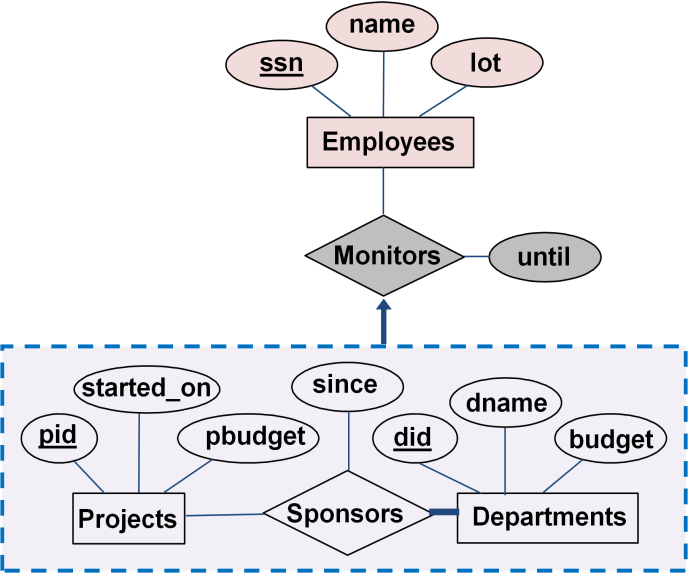 name
ssn
lot
Employees
Monitors
until
started_on
since
dname
pid
pbudget
did
budget
Projects
Sponsors
Departments